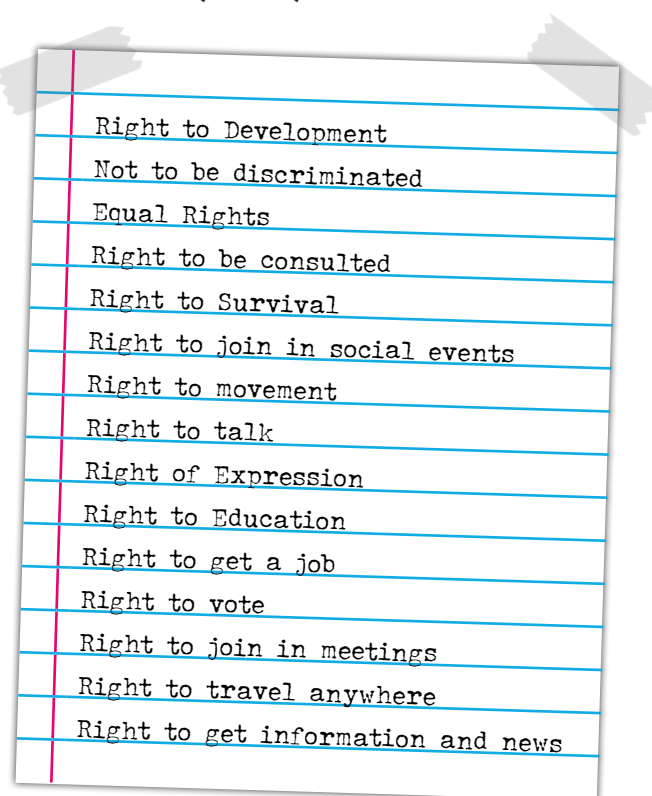 Right to Development
Not to be discriminated
Equal Rights
Right to be consulted
Right to Survival
Right to join in social events
Right to movement
Right to talk
Right of Expression
Right to Education
Right to get a job
Right to vote
Right to join in meetings
Right to travel anywhere
Right to get information and news